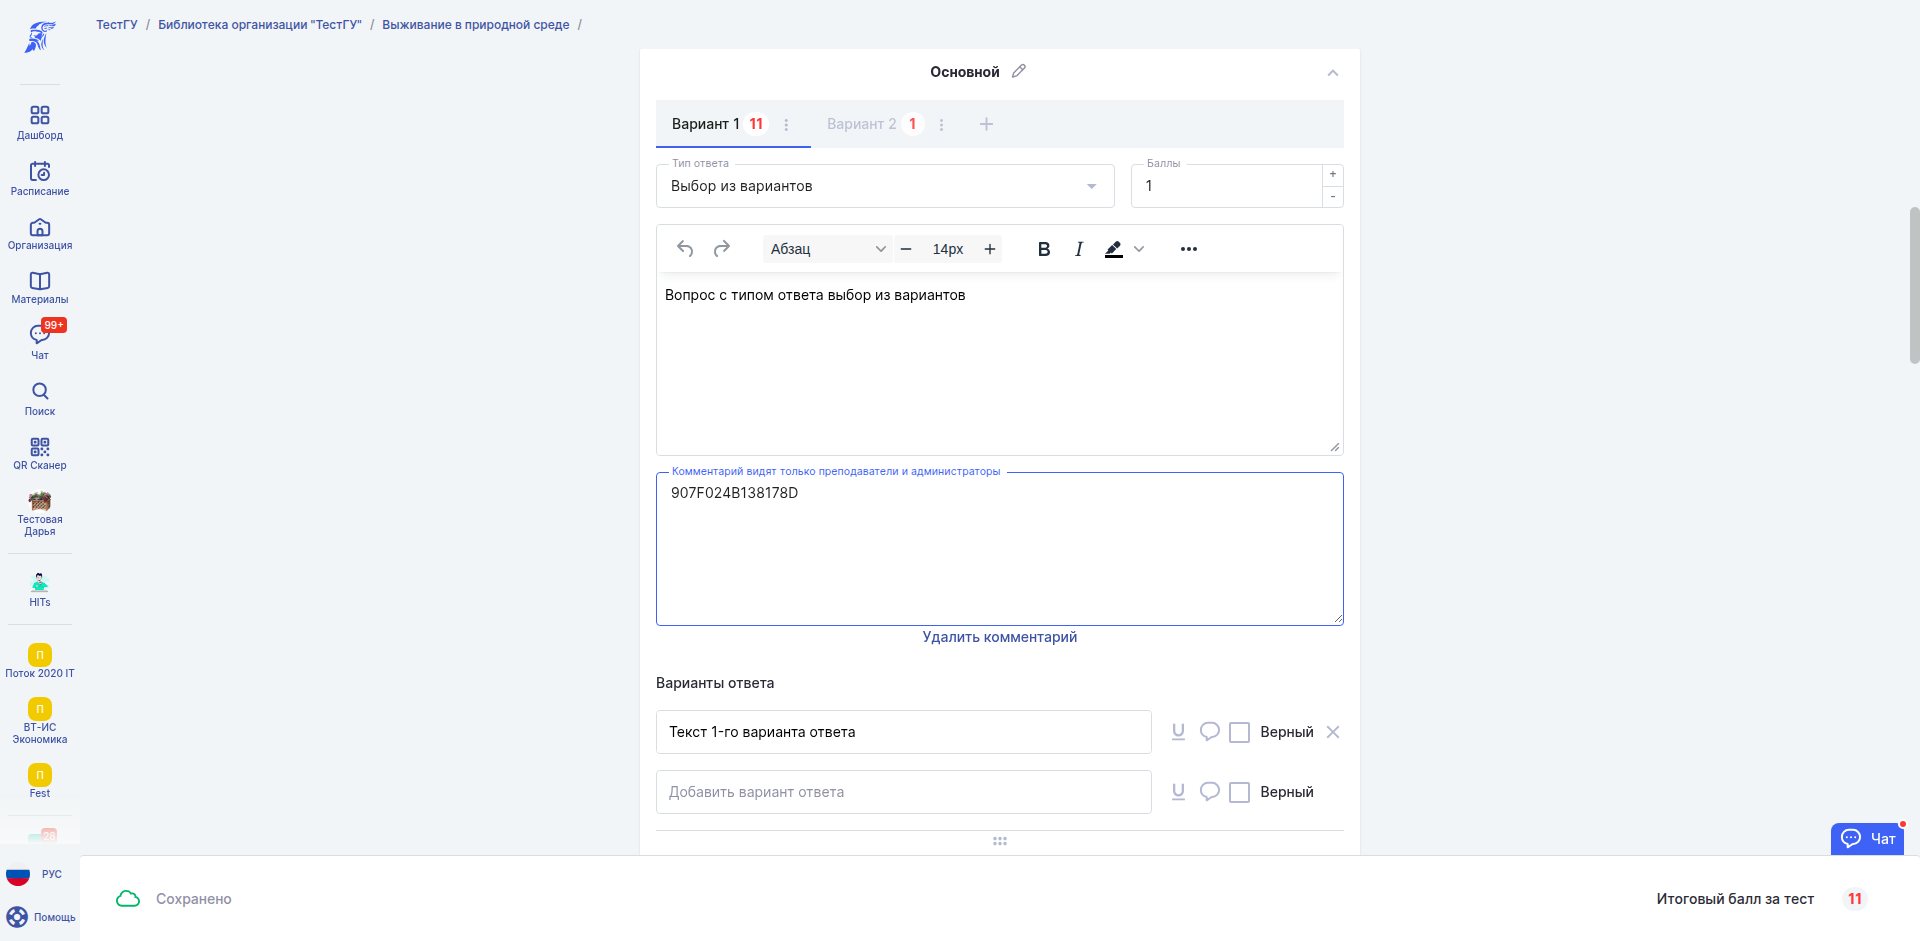 ТестГУ / Библиотека организации "ТестГУ" / Выживание в природной среде /
Дашборд
Расписание
Организация
Материалы
99+
Чат
Поиск
QR Сканер
Тестовая
Дарья
HITs
П
Поток 2020 IT
П
ВТ-ИС
Экономика
П
Fest
28
РУС
Помощь
Основной
Вариант 1 11
Вариант 2 1 +
Тип ответа
Выбор из вариантов
Баллы
1
+
-
Абзац
− 14px +
B I
Вопрос с типом ответа выбор из вариантов
Комментарий видят только преподаватели и администраторы
907F024B138178D
Удалить комментарий
Варианты ответа
Текст 1-го варианта ответа
U Верный
Добавить вариант ответа
U Верный
Чат
Сохранено
Итоговый балл за тест 11